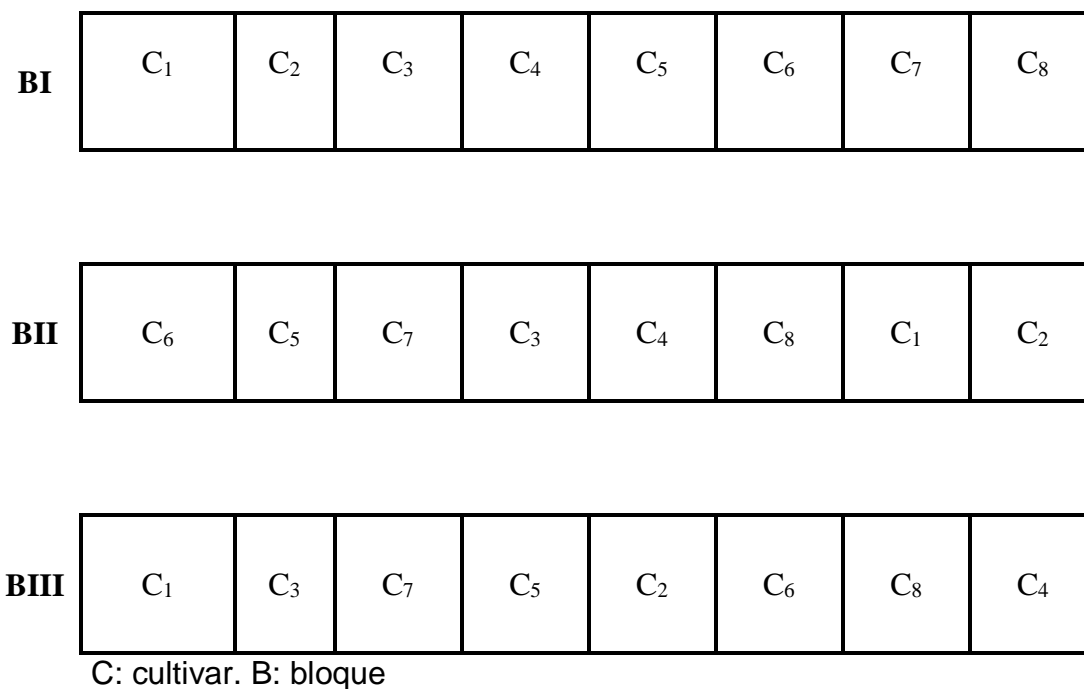 BI C₁ C₂ C₃ C₄ C₅ C₆ C₇ C₈
BII C₆ C₅ C₇ C₃ C₄ C₈ C₁ C₂
BIII C₁ C₃ C₇ C₅ C₂ C₆ C₈ C₄
C: cultivar. B: bloque